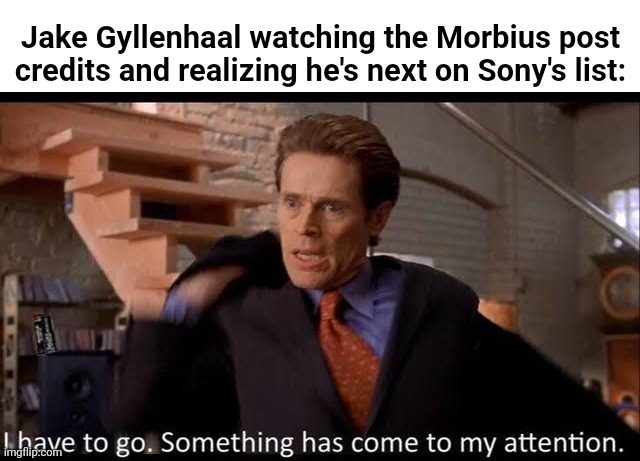 Jake Gyllenhaal watching the Morbius post
credits and realizing he's next on Sony's list:
I have to go. Something has come to my attention.
imgflip.com